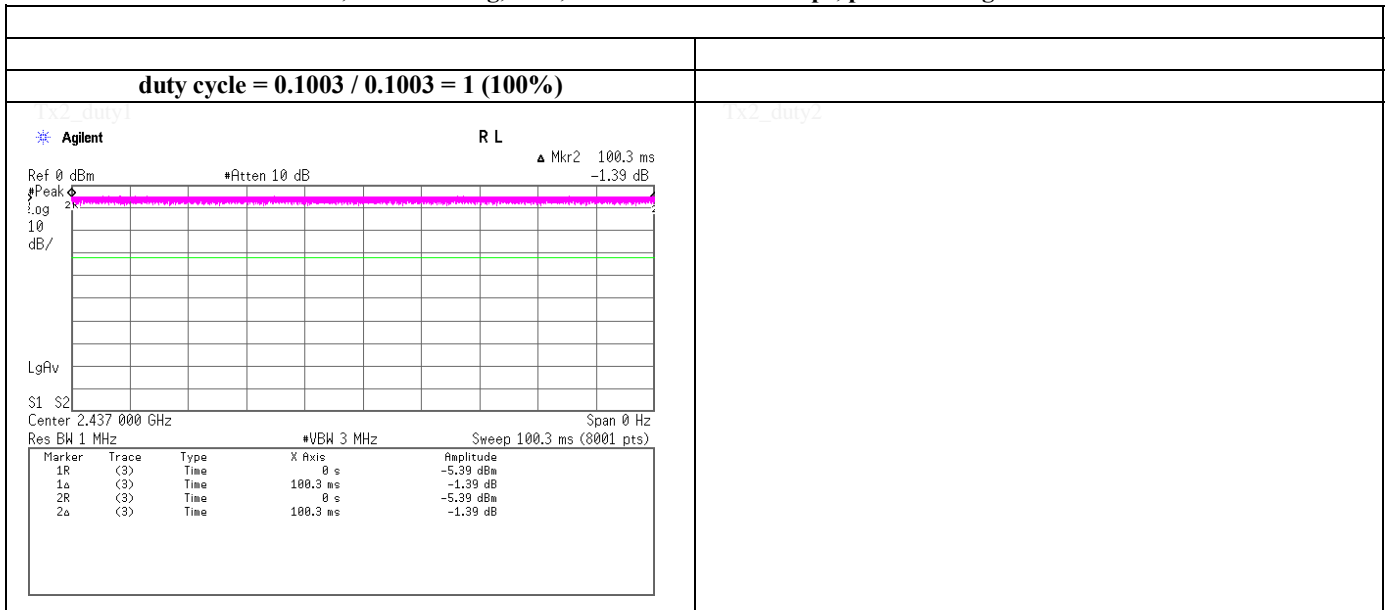 duty cycle = 0.1003 / 0.1003 = 1 (100%)
Tx2_duty1
Tx2_duty2
Agilent R L
Δ Mkr2 100.3 ms
Ref 0 dBm #Atten 10 dB -1.39 dB
#Peak
Log
10
dB/
2R
2
LgAv
S1 S2
Center 2.437 000 GHz Span 0 Hz
Res BW 1 MHz #VBW 3 MHz Sweep 100.3 ms (8001 pts)
Marker Trace Type X Axis Amplitude
1R (3) Time 0 s -5.39 dBm
1Δ (3) Time 100.3 ms -1.39 dB
2R (3) Time 0 s -5.39 dBm
2Δ (3) Time 100.3 ms -1.39 dB